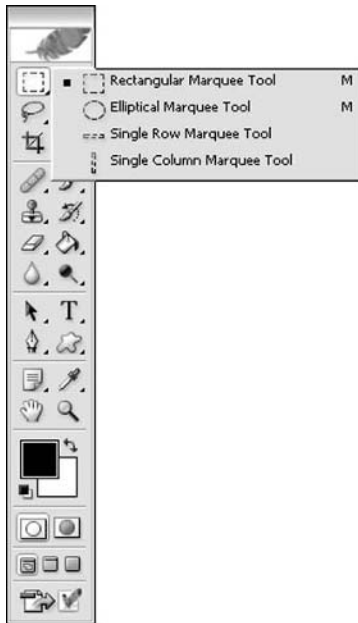 Rectangular Marquee Tool M
Elliptical Marquee Tool M
Single Row Marquee Tool
Single Column Marquee Tool
T